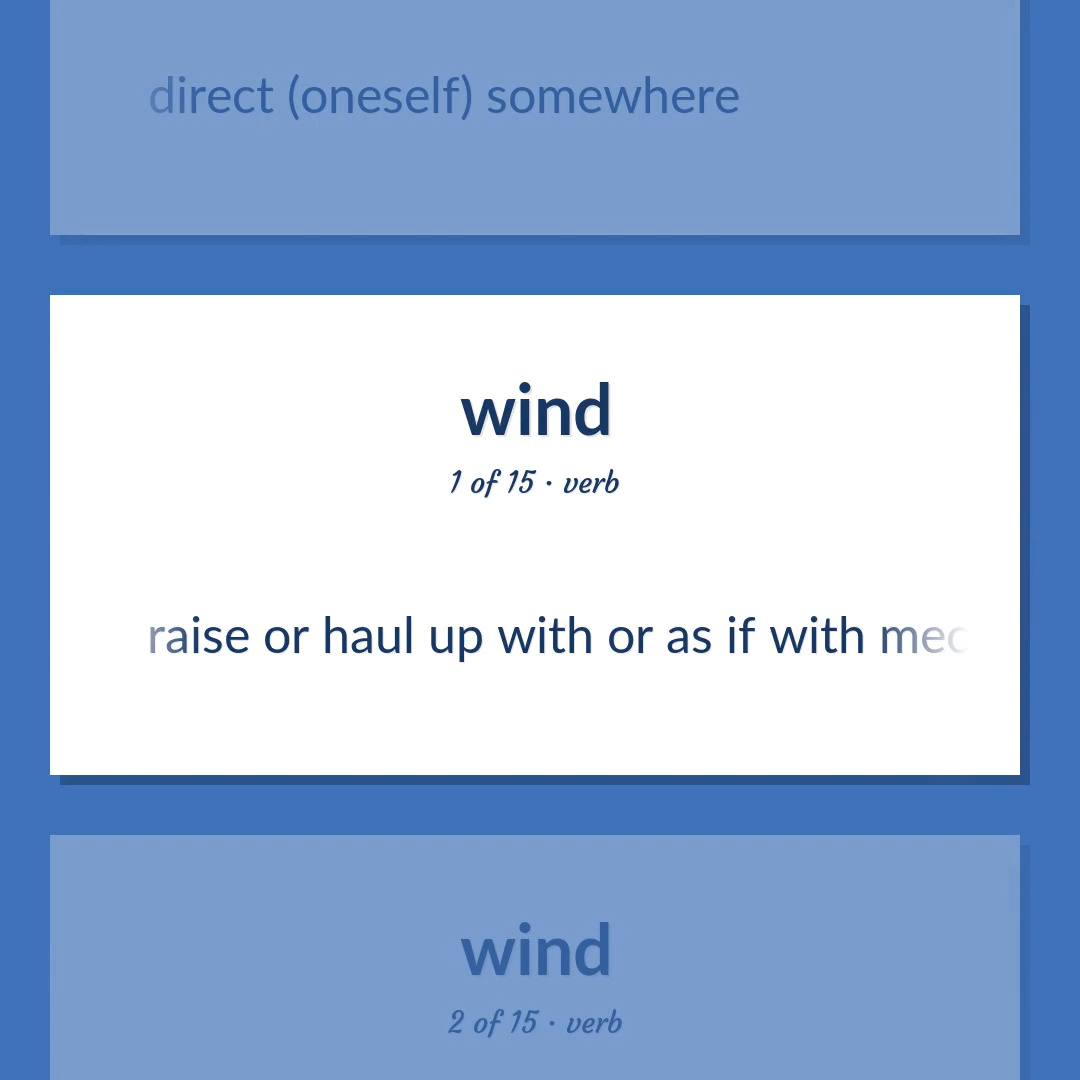 direct (oneself) somewhere
wind
1 of 15 · verb
raise or haul up with or as if with mec
wind
2 of 15 · verb